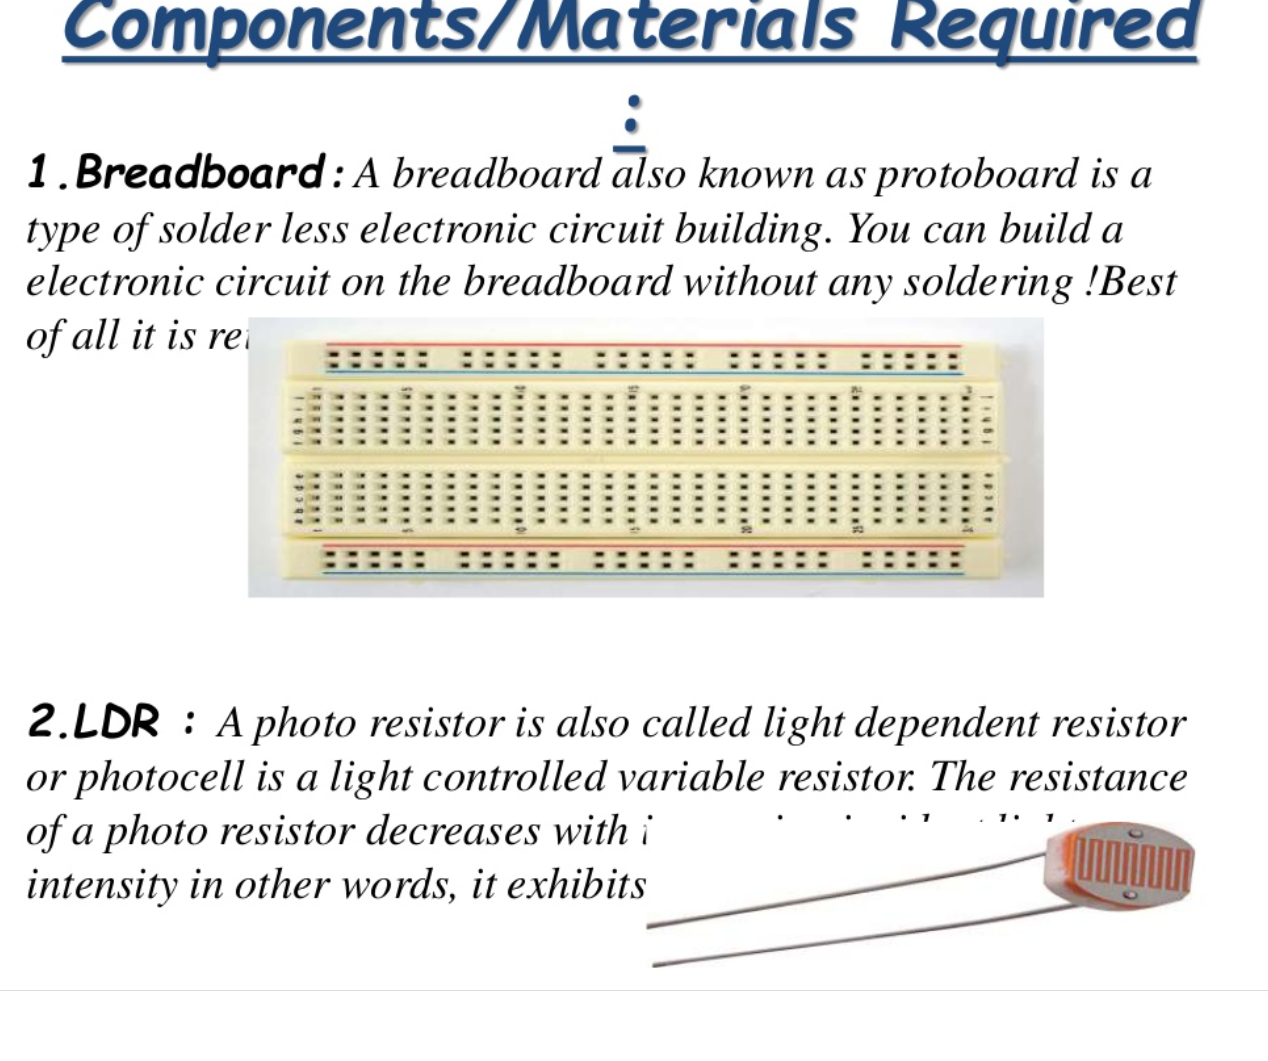 Components/Materials Required
:
1.Breadboard: A breadboard also known as protoboard is a
type of solder less electronic circuit building. You can build a
electronic circuit on the breadboard without any soldering !Best
of all it is
2.LDR : A photo resistor is also called light dependent resistor
or photocell is a light controlled variable resistor. The resistance
of a photo resistor decreases with
intensity in other words, it exhibits